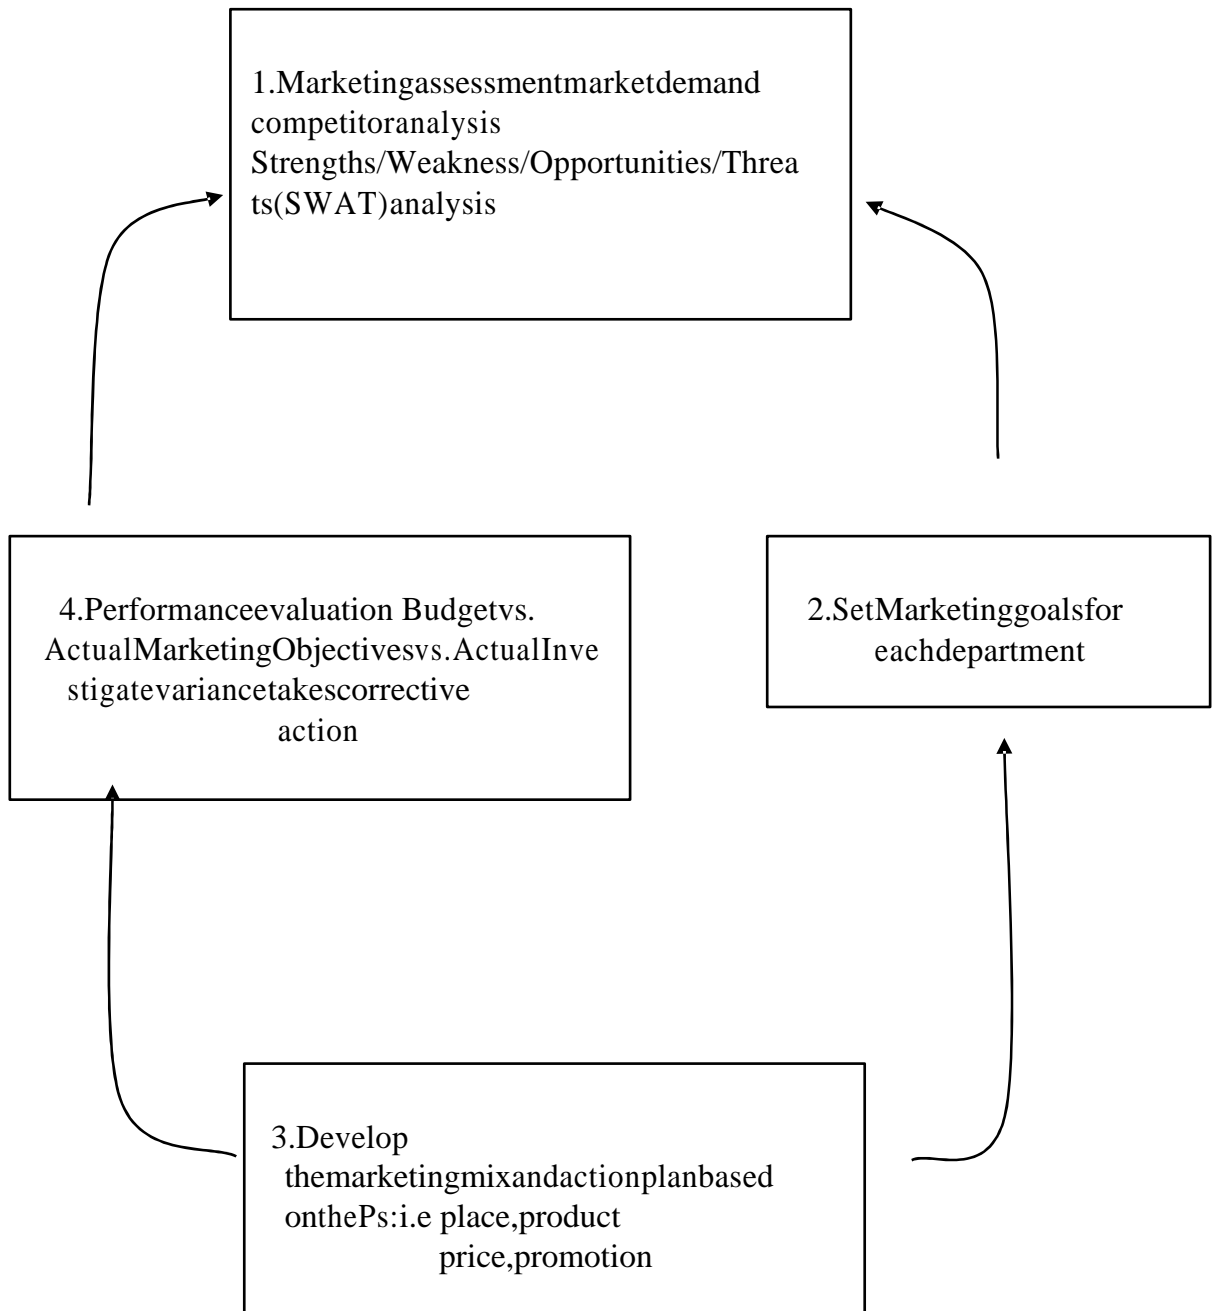 1.Marketingassessmentmarketdemand
competitoranalysis
Strengths/Weakness/Opportunities/Threa
ts(SWAT)analysis
4.Performanceevaluation Budgetvs.
ActualMarketingObjectivesvs.ActualInve
stigatevariancetakescorrective
action
2.SetMarketinggoalsfor
eachdepartment
3.Develop
themarketingmixandactionplanbased
onthePs:i.e place,product
price,promotion